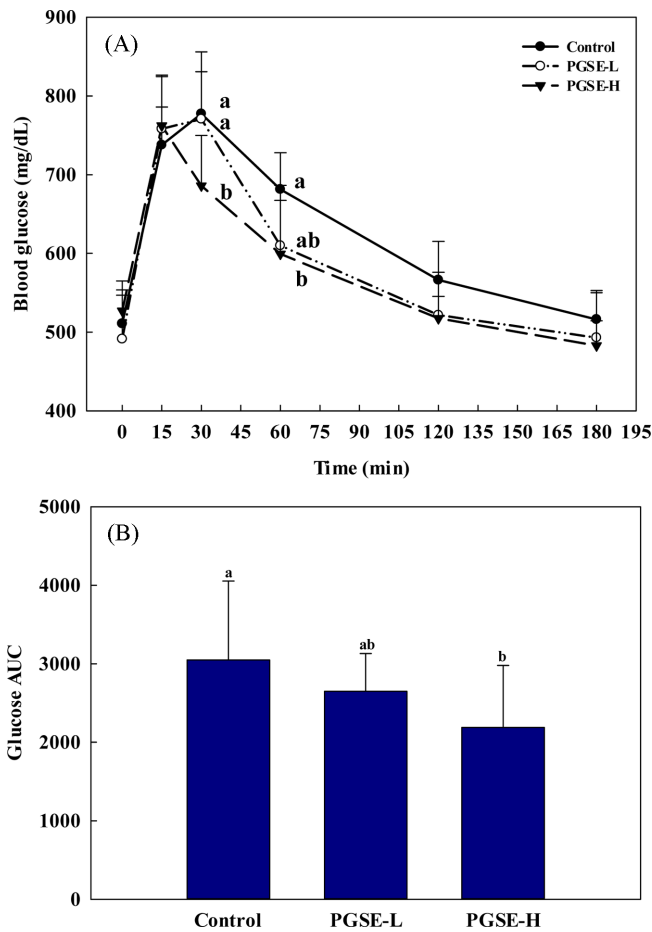 (A)
Control
PGSE-L
PGSE-H
900
800
700
600
500
400
Blood glucose (mg/dL)
a
a
b
a
ab
b
0 15 30 45 60 75 90 105 120 135 150 165 180 195
Time (min)
(B)
5000
4000
3000
2000
1000
0
Glucose AUC
a
ab
b
Control PGSE-L PGSE-H